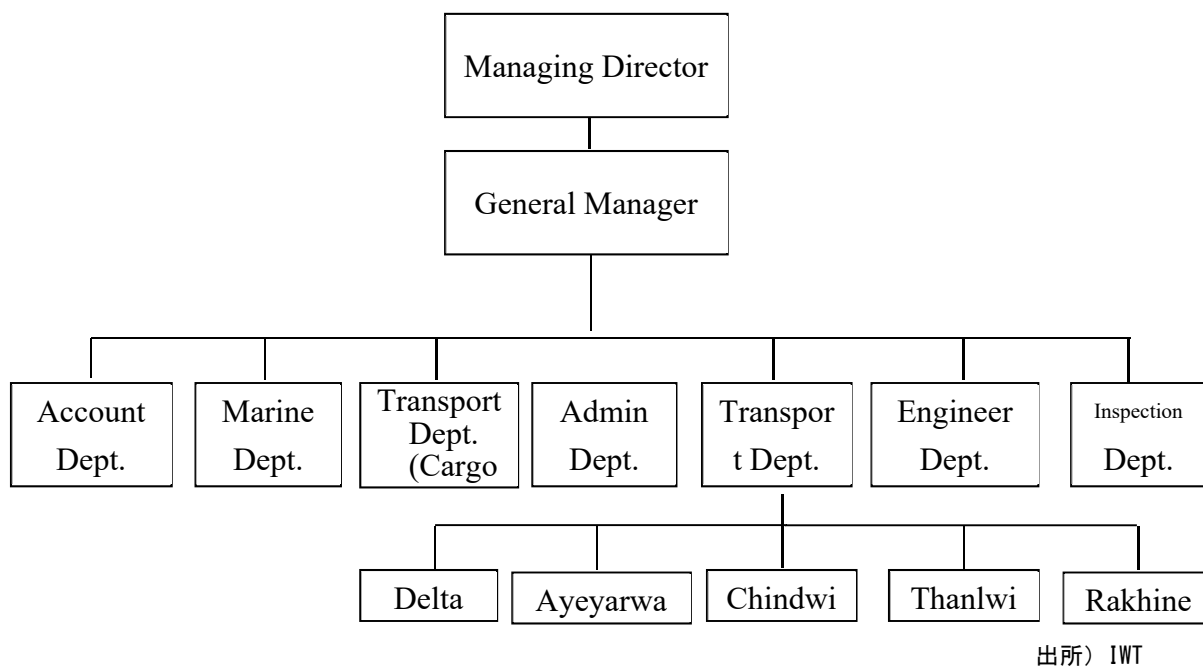 Managing Director
General Manager
Account
Dept.
Marine
Dept.
Transport
Dept.
(Cargo
Admin
Dept.
Transpor
t Dept.
Engineer
Dept.
Inspection
Dept.
Delta
Ayeyarwa
Chindwi
Thanlwi
Rakhine
出所）IWT